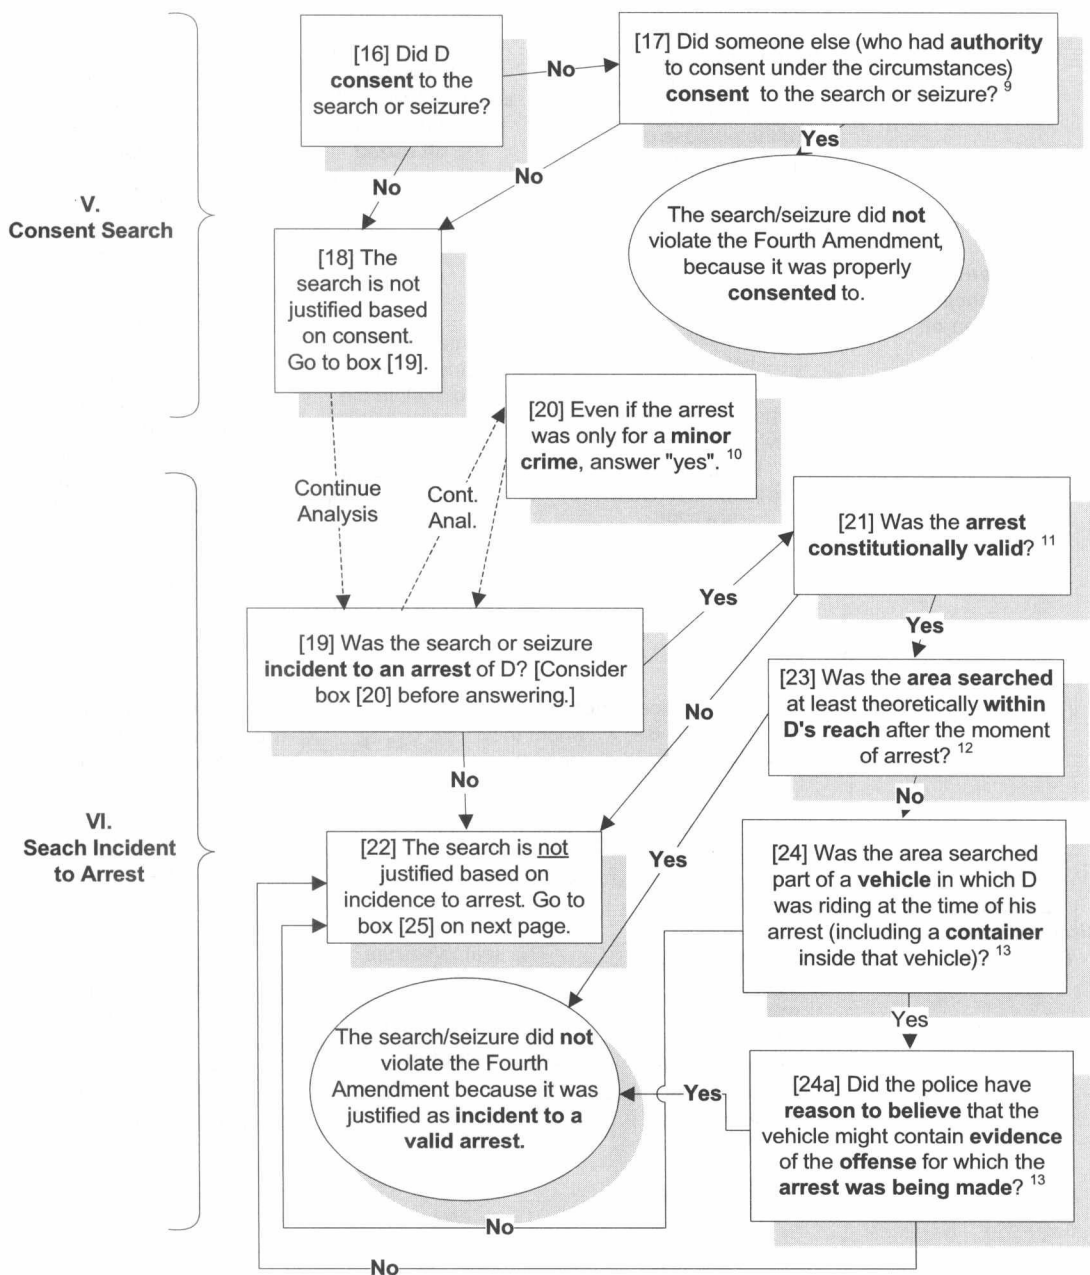 [16] Did D
consent to the
search or seizure?
No
[17] Did someone else (who had authority
to consent under the circumstances)
consent to the search or seizure? 9
Yes
No
No
V.
Consent Search
The search/seizure did not
violate the Fourth Amendment,
because it was properly
consented to.
[18] The
search is not
justified based
on consent.
Go to box [19].
[20] Even if the arrest
was only for a minor
crime, answer "yes". 10
Continue
Analysis
Cont.
Anal.
[21] Was the arrest
constitutionally valid? 11
Yes
Yes
[19] Was the search or seizure
incident to an arrest of D? [Consider
box [20] before answering.]
No
No
[23] Was the area searched
at least theoretically within
D's reach after the moment
of arrest? 12
No
Yes
VI.
Seach Incident
to Arrest
[22] The search is not
justified based on
incidence to arrest. Go to
box [25] on next page.
[24] Was the area searched
part of a vehicle in which D
was riding at the time of his
arrest (including a container
inside that vehicle)? 13
Yes
The search/seizure did not
violate the Fourth
Amendment because it was
justified as incident to a
valid arrest.
Yes
[24a] Did the police have
reason to believe that the
vehicle might contain evidence
of the offense for which the
arrest was being made? 13
No
No